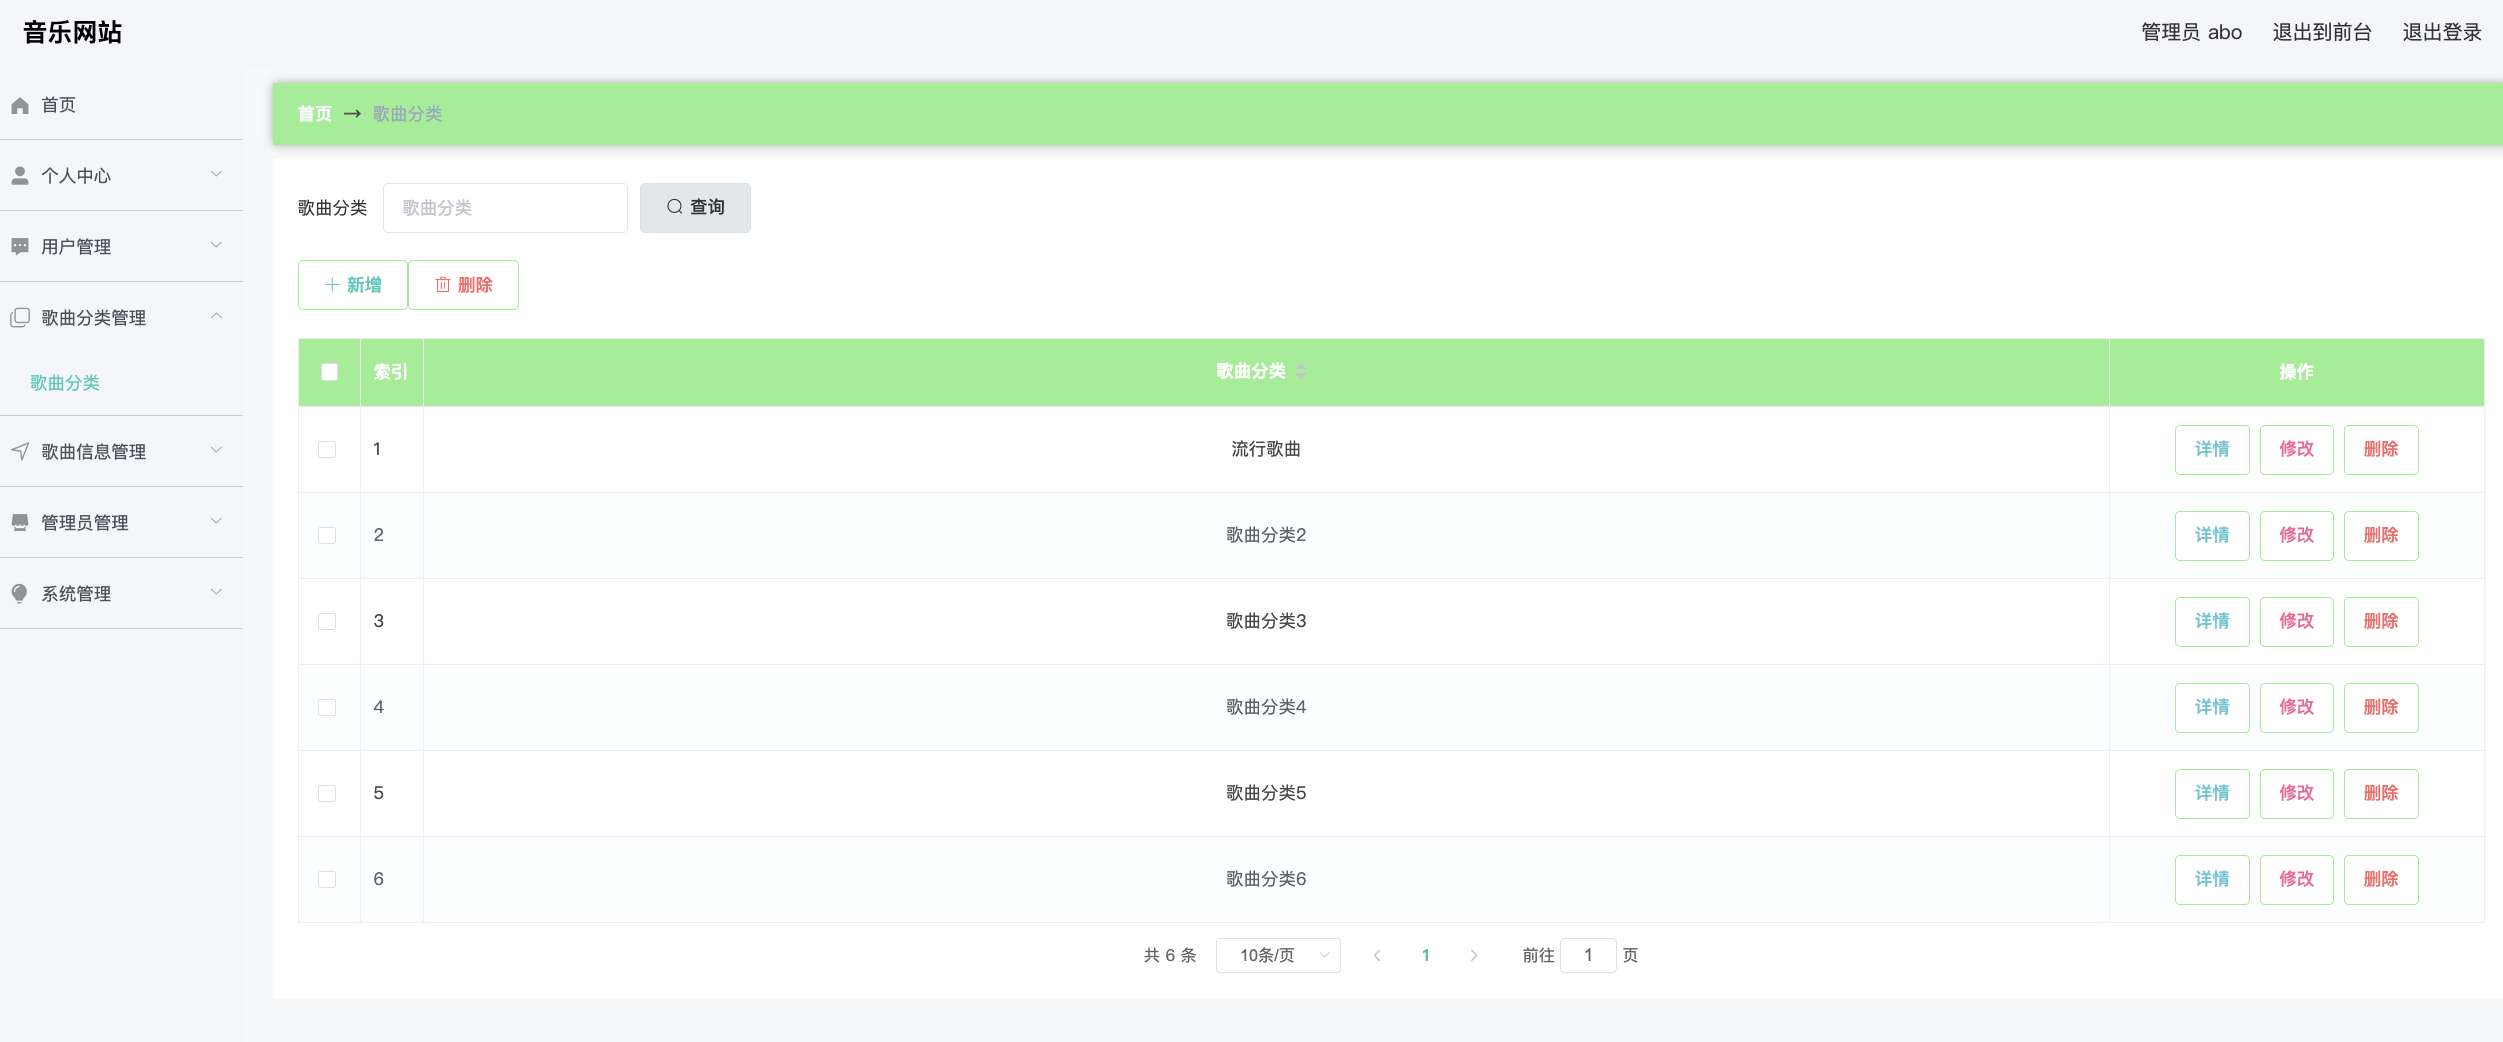 音乐网站
管理员 abo 退出到前台 退出登录
首页
个人中心
用户管理
歌曲分类管理
歌曲分类
歌曲信息管理
管理员管理
系统管理
首页 → 歌曲分类
歌曲分类 歌曲分类 查询
新增 删除
索引 歌曲分类 操作
1 流行歌曲 详情 修改 删除
2 歌曲分类2 详情 修改 删除
3 歌曲分类3 详情 修改 删除
4 歌曲分类4 详情 修改 删除
5 歌曲分类5 详情 修改 删除
6 歌曲分类6 详情 修改 删除
共 6 条 10条/页 1 前往 1 页